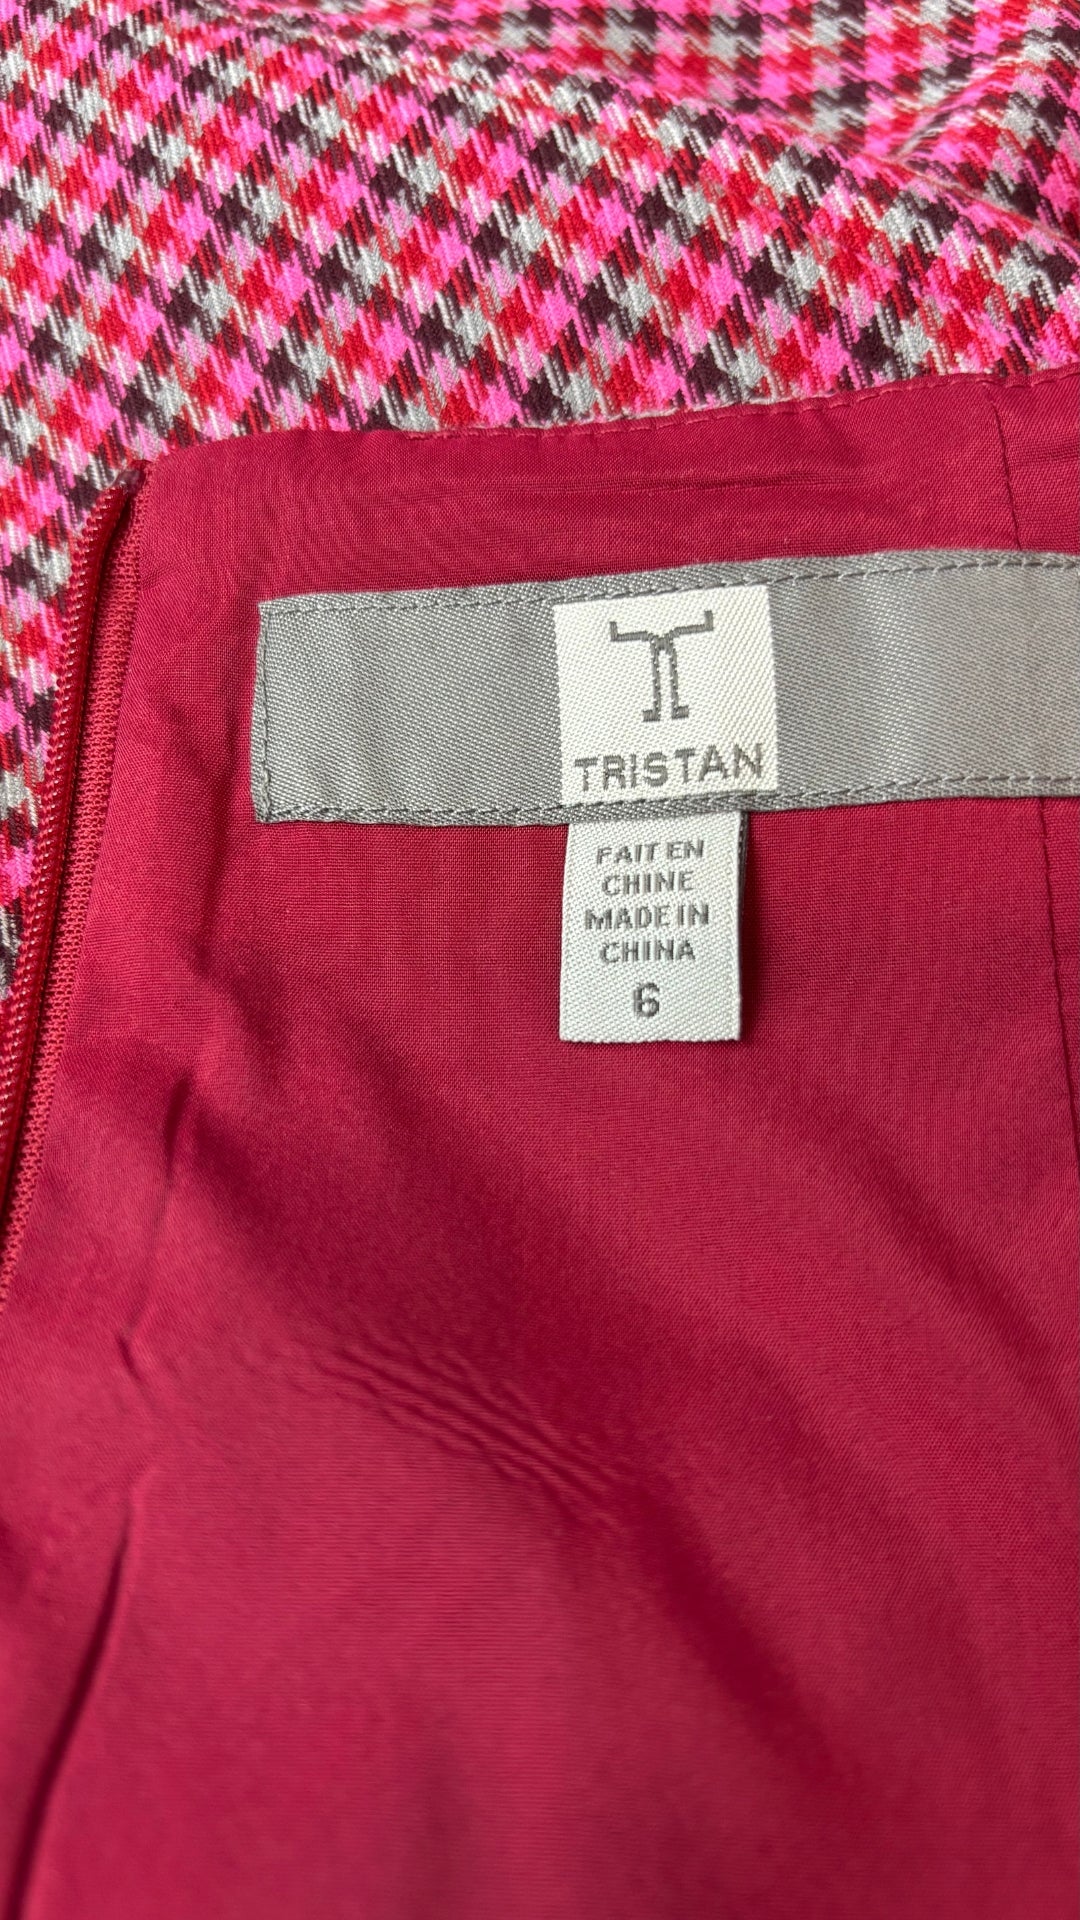 TRISTAN
FAIT EN
CHINE
MADE IN
CHINA
6